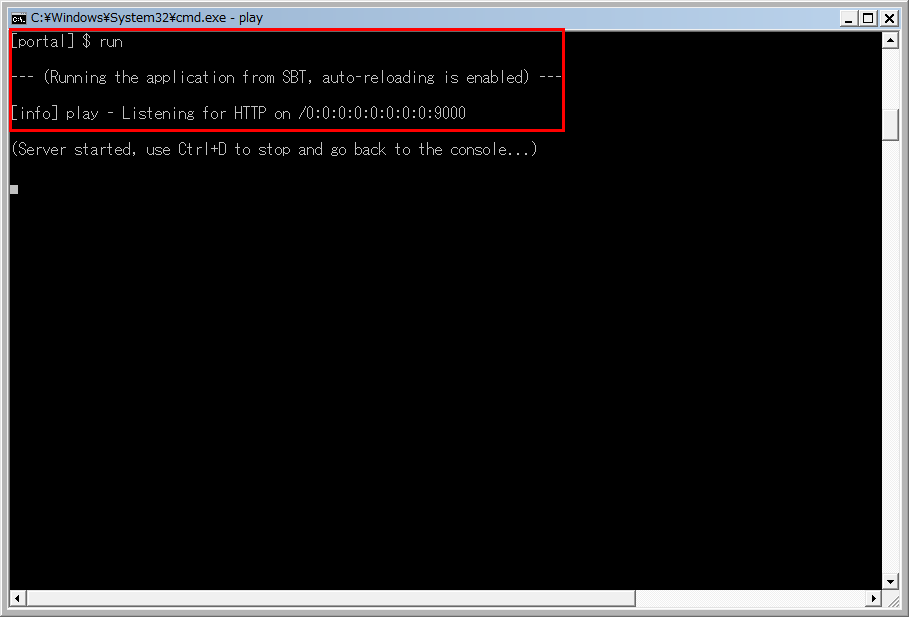 C:¥Windows¥System32¥cmd.exe - play
[portal] $ run
--- (Running the application from SBT, auto-reloading is enabled) ---
[info] play - Listening for HTTP on /0:0:0:0:0:0:0:0:9000
(Server started, use Ctrl+D to stop and go back to the console...)